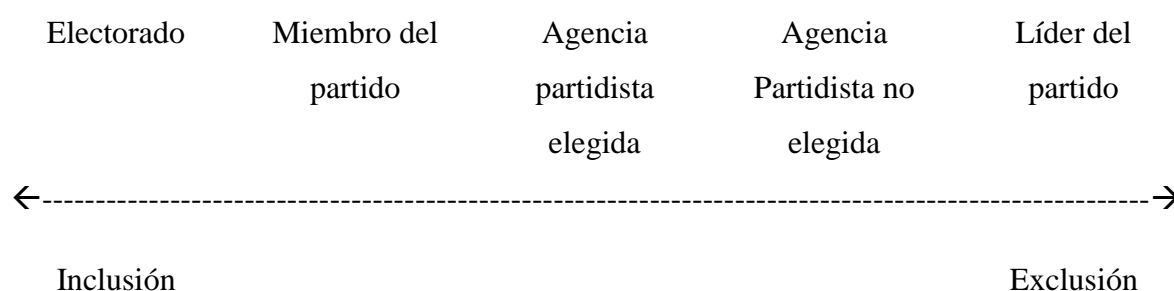 Electorado Miembro del Agencia Agencia Líder del
partido partidista Partidista no partido
elegida elegida
←----------------------------------------------------------------------------------------------------------→
Inclusión Exclusión